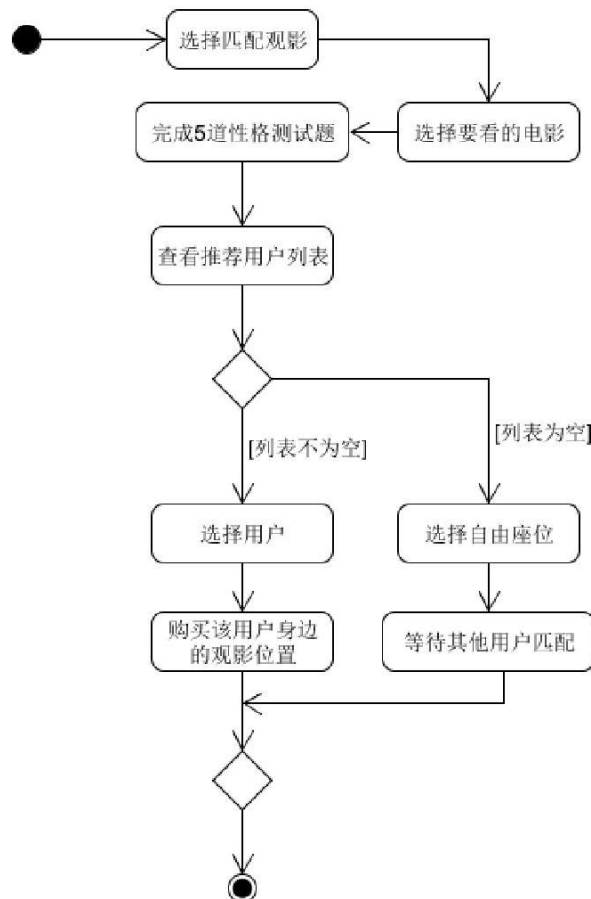 选择匹配观影
完成5道性格测试题
选择要看的电影
查看推荐用户列表
[列表不为空]
[列表为空]
选择用户
选择自由座位
购买该用户身边
的观影位置
等待其他用户匹配